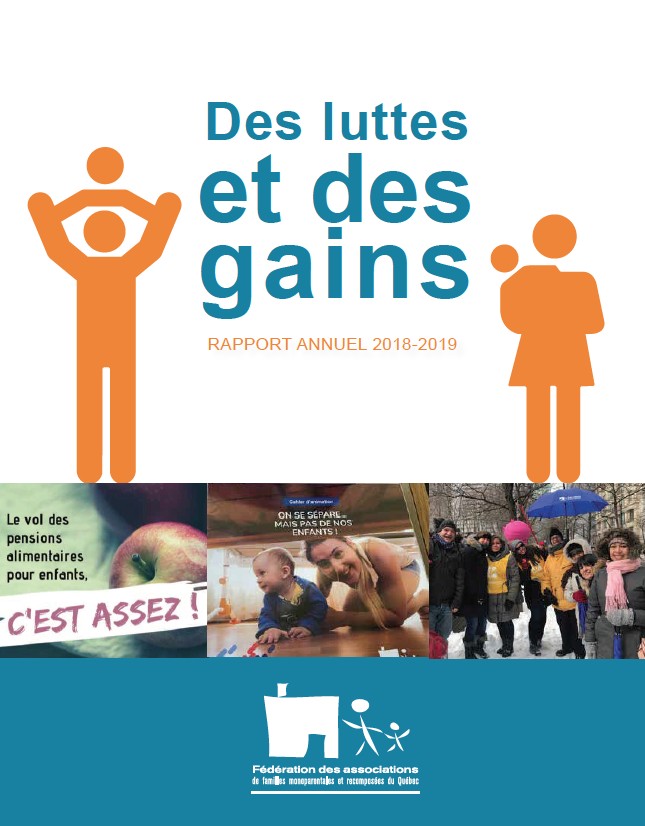 Des luttes
et des
gains
RAPPORT ANNUEL 2018-2019
Le vol des
pensions
alimentaires
pour enfants,
C'EST ASSEZ !
Cahier d'animation
ON SE SÉPARE...
MAIS PAS DE NOS
ENFANTS !
Fédération des associations
de familles monoparentales et recomposées du Québec